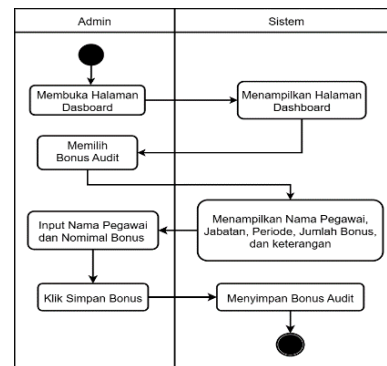 Admin
Sistem
Membuka Halaman
Dasboard
Menampilkan Halaman
Dashboard
Memilih
Bonus Audit
Menampilkan Nama Pegawai,
Jabatan, Periode, Jumlah Bonus,
dan keterangan
Input Nama Pegawai
dan Nomimal Bonus
Klik Simpan Bonus
Menyimpan Bonus Audit